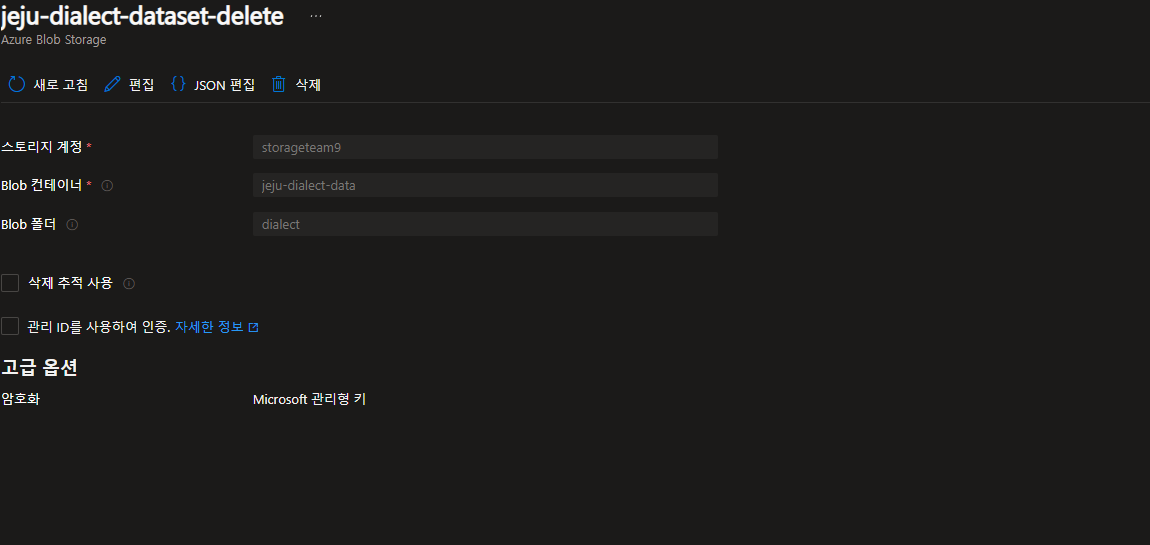 jeju-dialect-dataset-delete ...
Azure Blob Storage
새로 고침 편집 {} JSON 편집 삭제
스토리지 계정 * storageteam9
Blob 컨테이너 * jeju-dialect-data
Blob 폴더 dialect
삭제 추적 사용
관리 ID를 사용하여 인증. 자세한 정보
고급 옵션
암호화 Microsoft 관리형 키